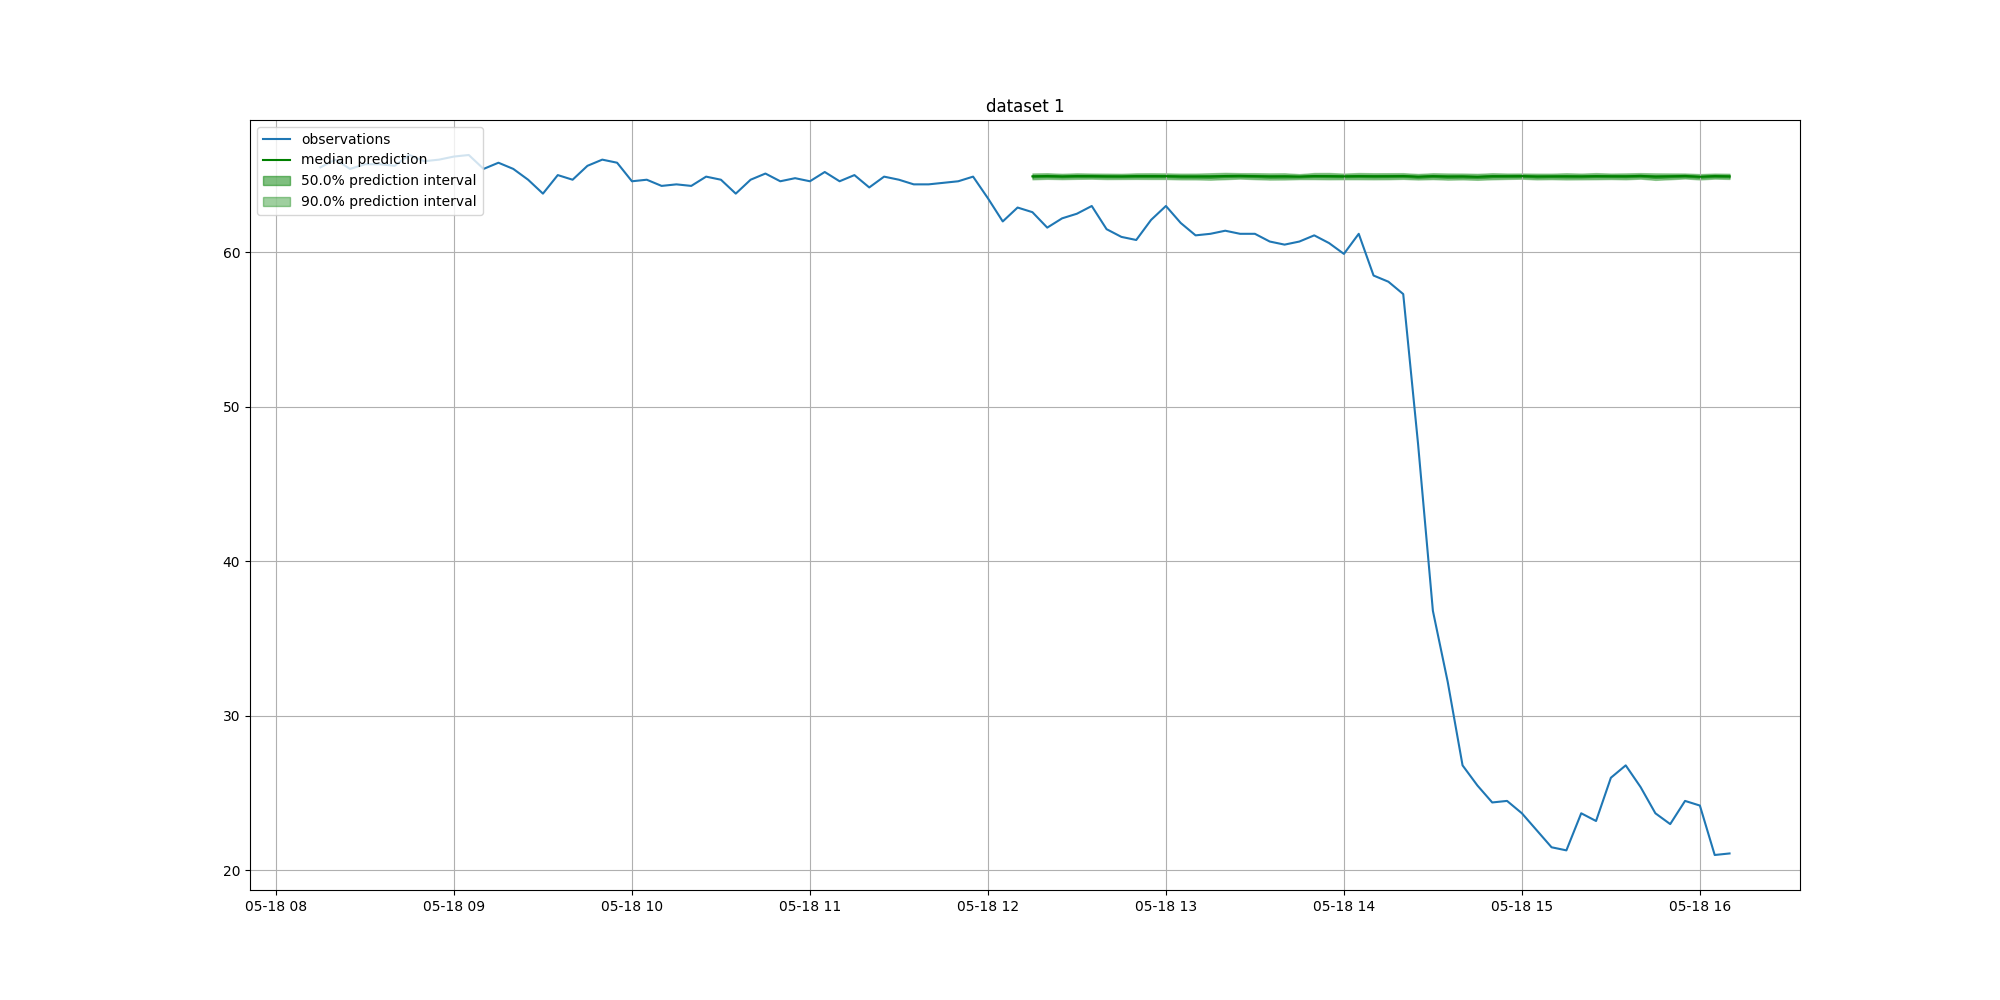 dataset 1
observations
median prediction
50.0% prediction interval
90.0% prediction interval
60
50
40
30
20
05-18 08
05-18 09
05-18 10
05-18 11
05-18 12
05-18 13
05-18 14
05-18 15
05-18 16